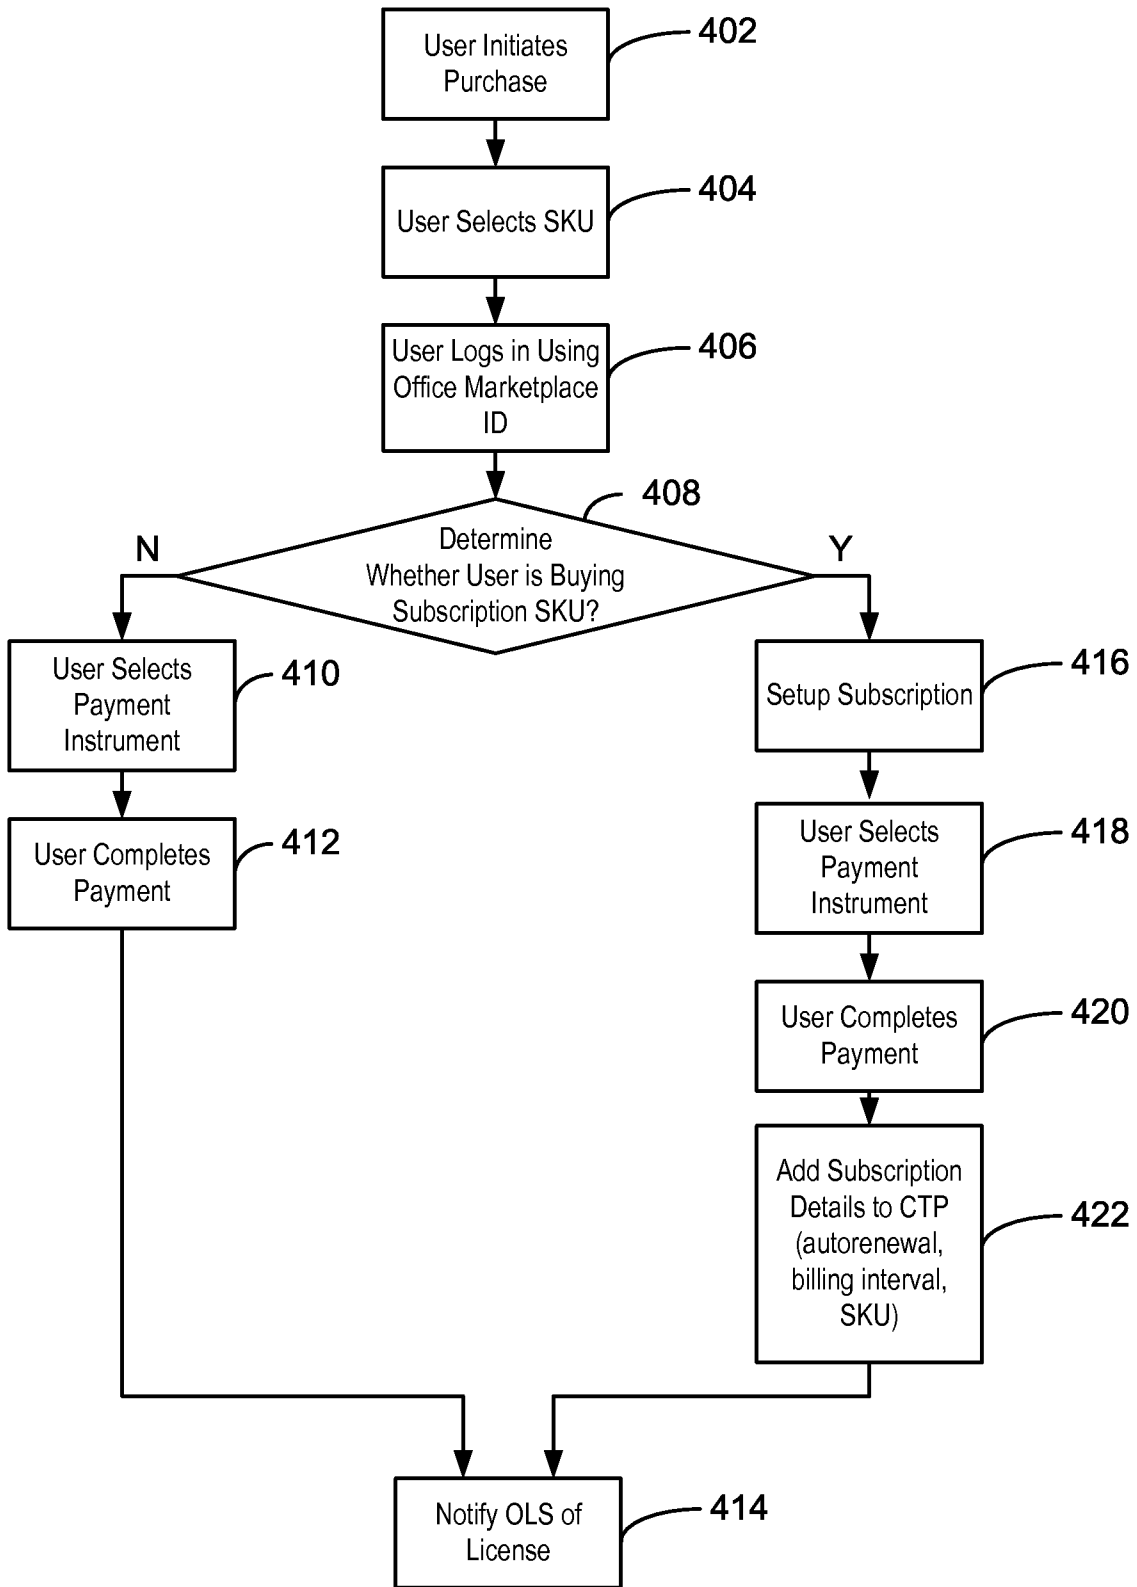 User Initiates
Purchase
402
User Selects SKU
404
User Logs in Using
Office Marketplace
ID
406
Determine
Whether User is Buying
Subscription SKU?
408
N
Y
User Selects
Payment
Instrument
410
User Completes
Payment
412
Setup Subscription
416
User Selects
Payment
Instrument
418
User Completes
Payment
420
Add Subscription
Details to CTP
(autorenewal,
billing interval,
SKU)
422
Notify OLS of
License
414